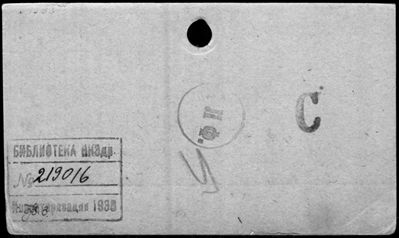 С
Ф. И
БИБЛИОТЕКА НКЗдр.
№ 219016
Инвентаризация 1938